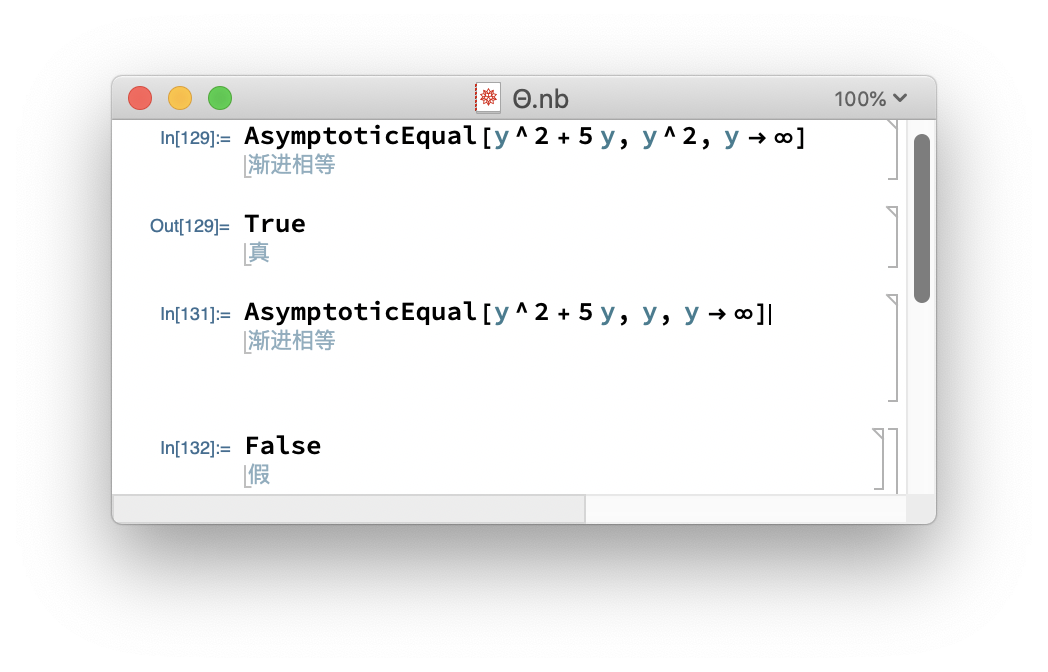 Θ.nb
100%
In[129]:= AsymptoticEqual[y^2 + 5 y, y^2, y → ∞]
渐进相等
Out[129]= True
真
In[131]:= AsymptoticEqual[y^2 + 5 y, y, y → ∞]
渐进相等
In[132]:= False
假